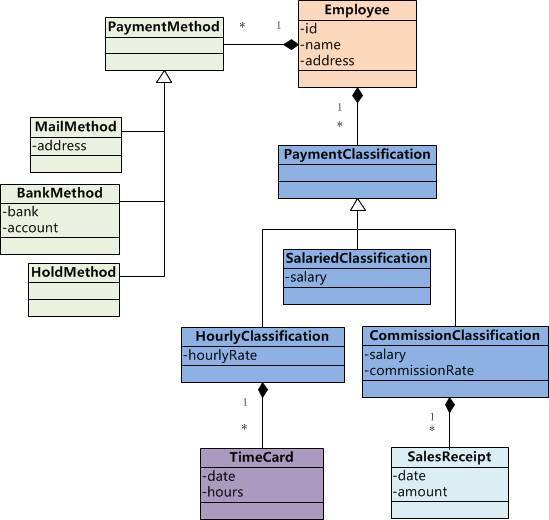 Employee
-id
-name
-address
PaymentMethod
* 1
1
*
MailMethod
-address
PaymentClassification
BankMethod
-bank
-account
HoldMethod
SalariedClassification
-salary
HourlyClassification
-hourlyRate
CommissionClassification
-salary
-commissionRate
1
*
1
*
TimeCard
-date
-hours
SalesReceipt
-date
-amount